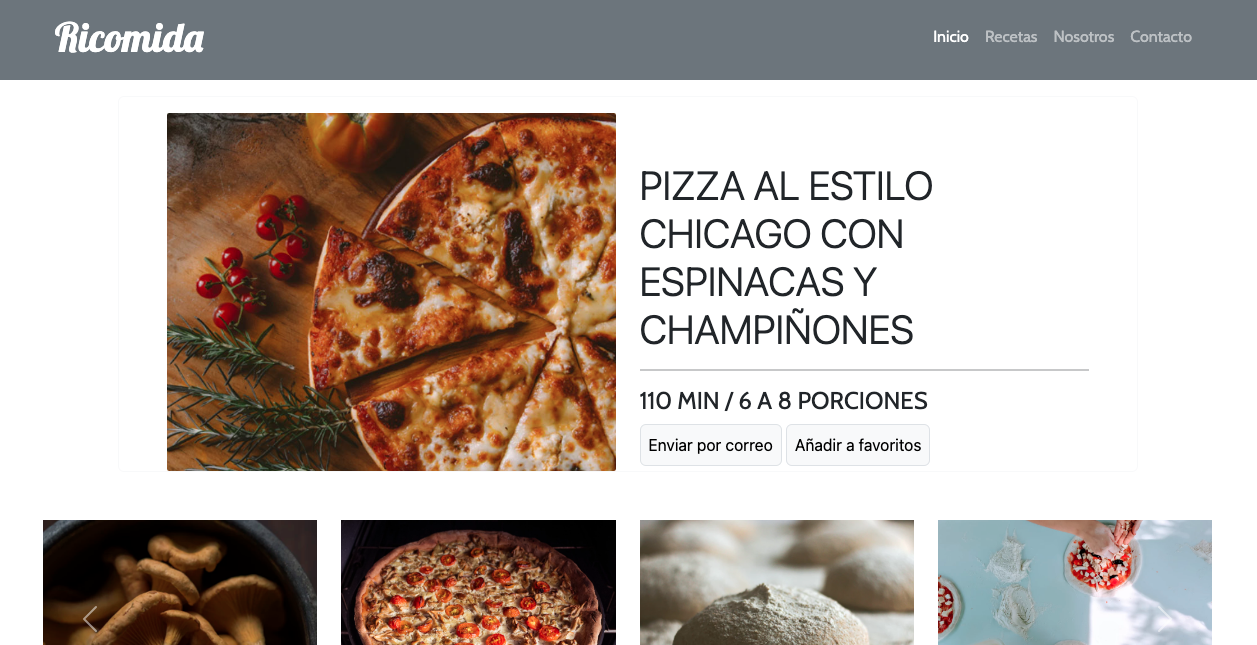 Ricomida
Inicio Recetas Nosotros Contacto
PIZZA AL ESTILO
CHICAGO CON
ESPINACAS Y
CHAMPIÑONES
110 MIN / 6 A 8 PORCIONES
Enviar por correo Añadir a favoritos